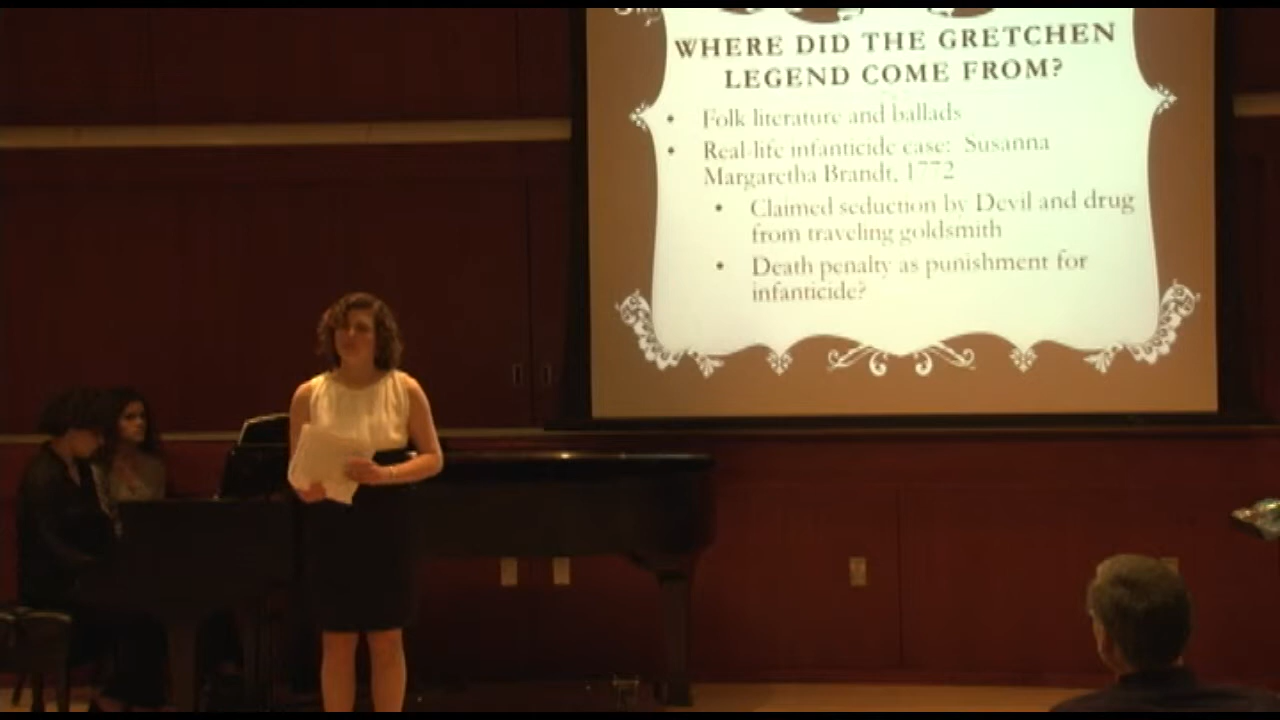 WHERE DID THE GRETCHEN
LEGEND COME FROM?
• Folk literature and ballads
• Real-life infanticide case: Susanna
Margaretha Brandt, 1772
• Claimed seduction by Devil and drug
from traveling goldsmith
• Death penalty as punishment for
infanticide?